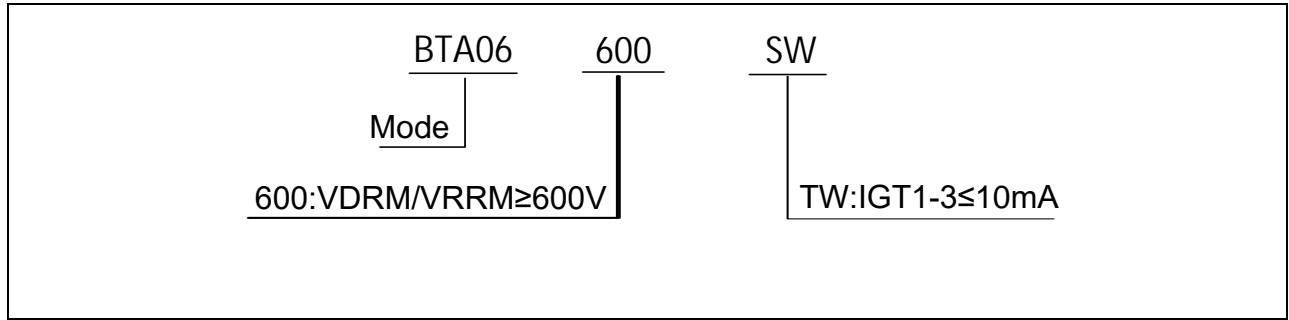 BTA06 600 SW
Mode
600:VDRM/VRRM≥600V TW:IGT1-3≤10mA